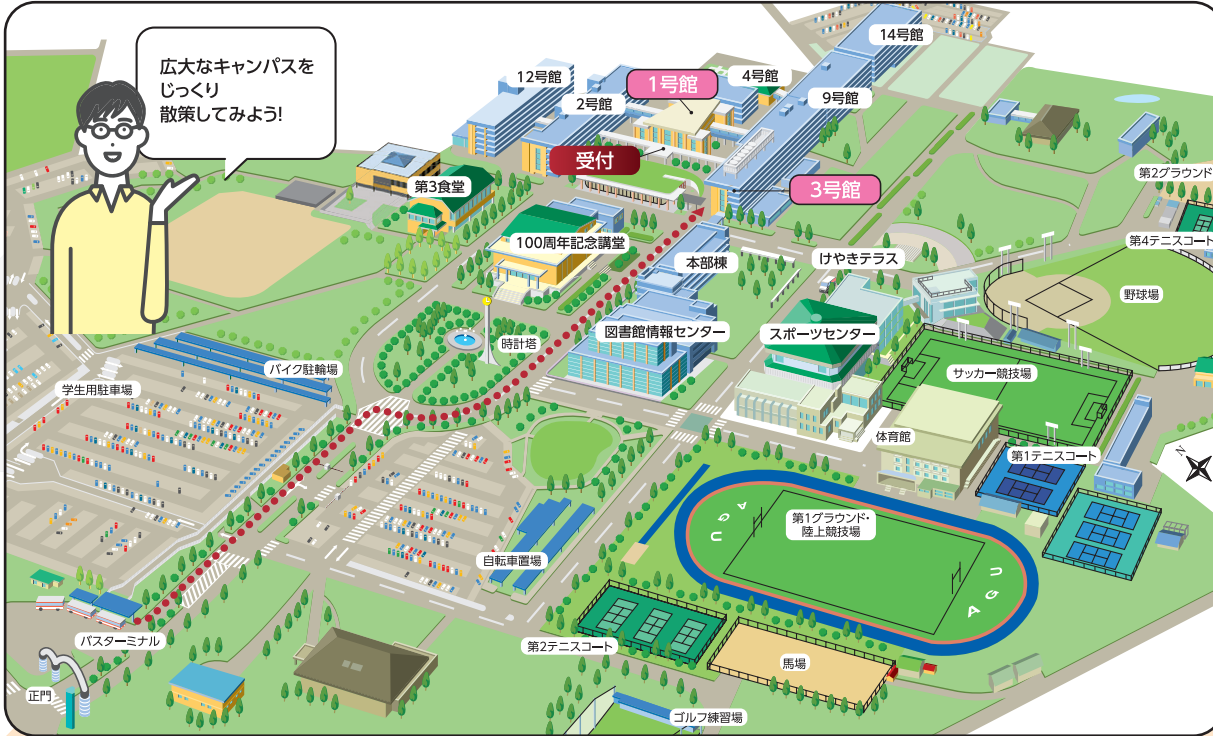 広大なキャンパスを
じっくり
散策してみよう!
14号館
12号館
1号館
4号館
2号館
9号館
受付
3号館
第2グラウンド
第3食堂
第4テニスコート
100周年記念講堂
本部棟
けやきテラス
野球場
図書館情報センター
スポーツセンター
時計塔
バイク駐輪場
サッカー競技場
学生用駐車場
体育館
第1テニスコート
N
第1グラウンド・
陸上競技場
AGU
AGU
自転車置場
バスターミナル
第2テニスコート
馬場
正門
ゴルフ練習場